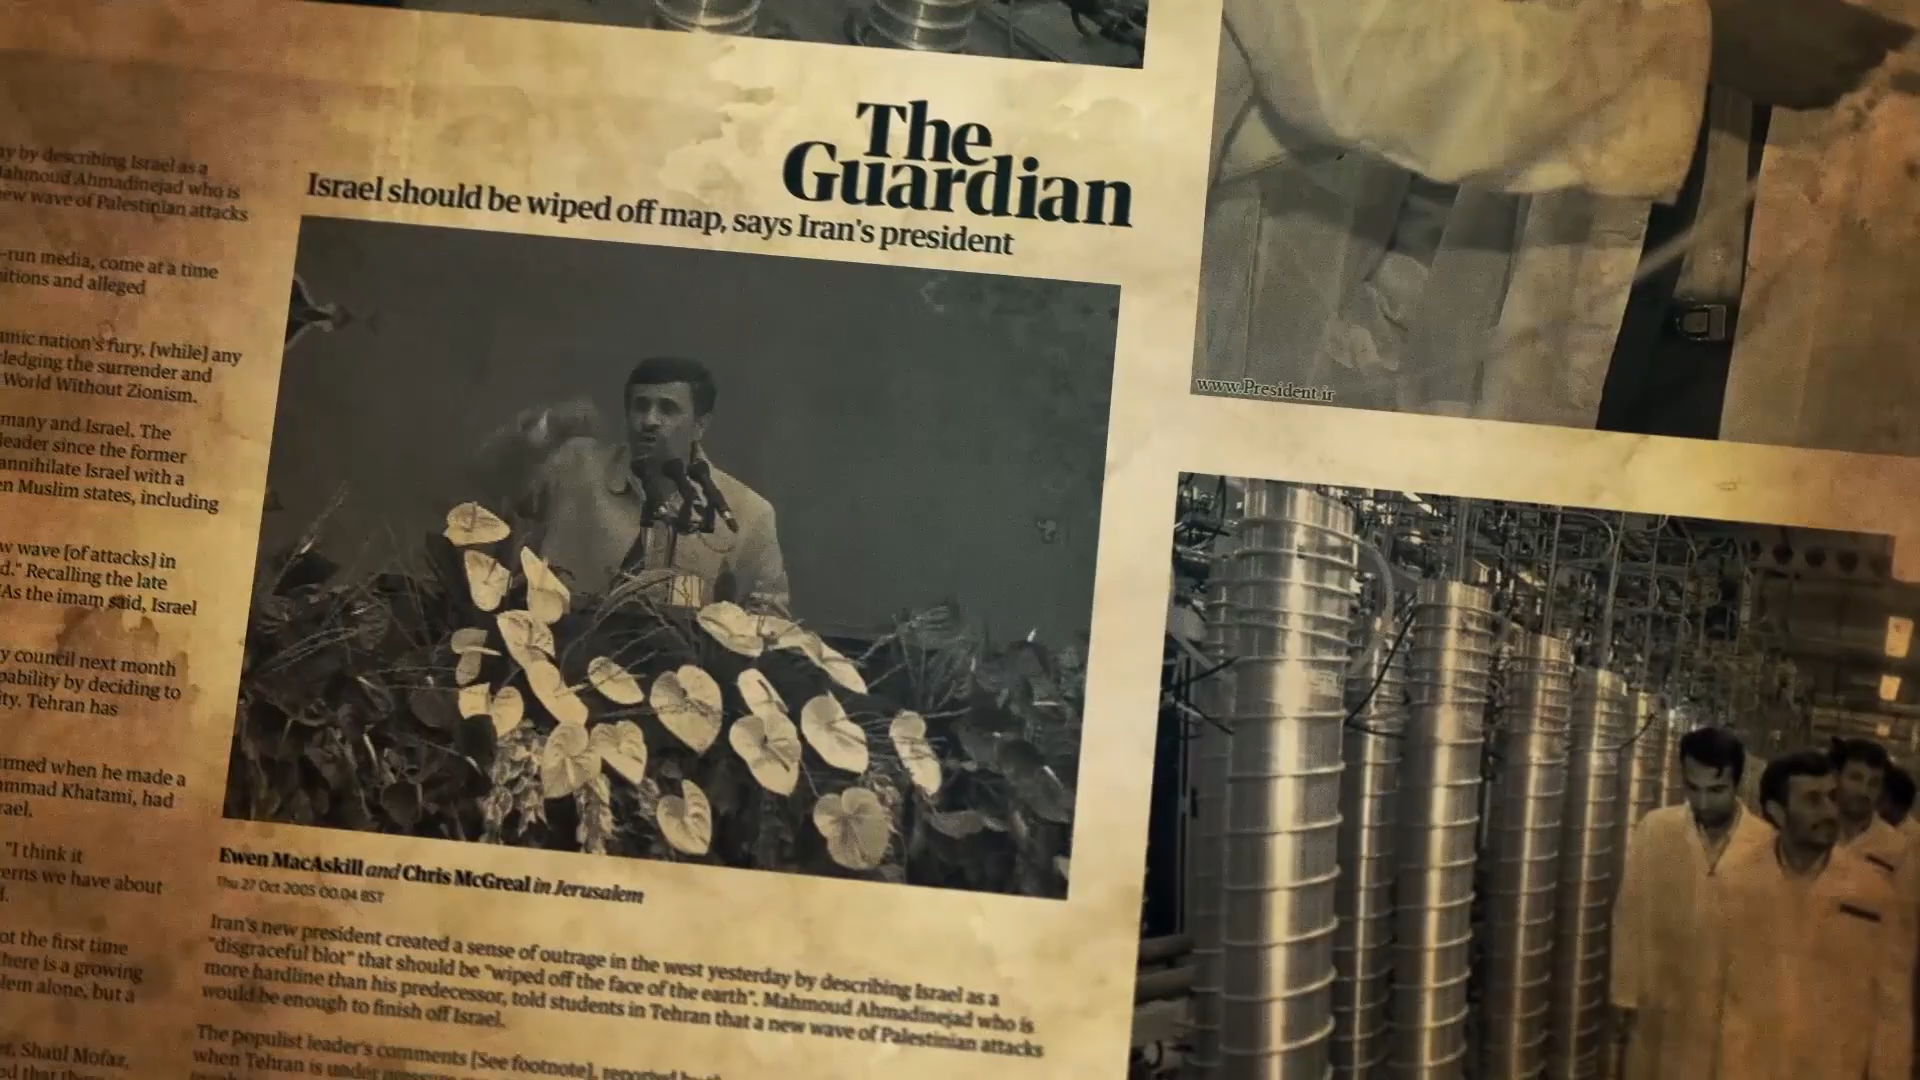 ay by describing Israel as a
Mahmoud Ahmadinejad who is
new wave of Palestinian attacks
-run media, come at a time
itions and alleged
amic nation's fury, [while] any
ledging the surrender and
World Without Zionism.
many and Israel. The
leader since the former
annihilate Israel with a
en Muslim states, including
w wave [of attacks] in
d." Recalling the late
"As the imam said, Israel
y council next month
pability by deciding to
ity. Tehran has
rmed when he made a
ammad Khatami, had
rael.
"I think it
erns we have about
d.
ot the first time
here is a growing
lem alone, but a
er, Shaul Mofaz,
The
Guardian
Israel should be wiped off map, says Iran's president
Ewen MacAskill and Chris McGreal in Jerusalem
Thu 27 Oct 2005 00.04 BST
Iran's new president created a sense of outrage in the west yesterday by describing Israel as a
"disgraceful blot" that should be "wiped off the face of the earth". Mahmoud Ahmadinejad who is
more hardline than his predecessor, told students in Tehran that a new wave of Palestinian attacks
would be enough to finish off Israel.
The populist leader's comments [See footnote], reported by
when Tehran is under
www.President.ir